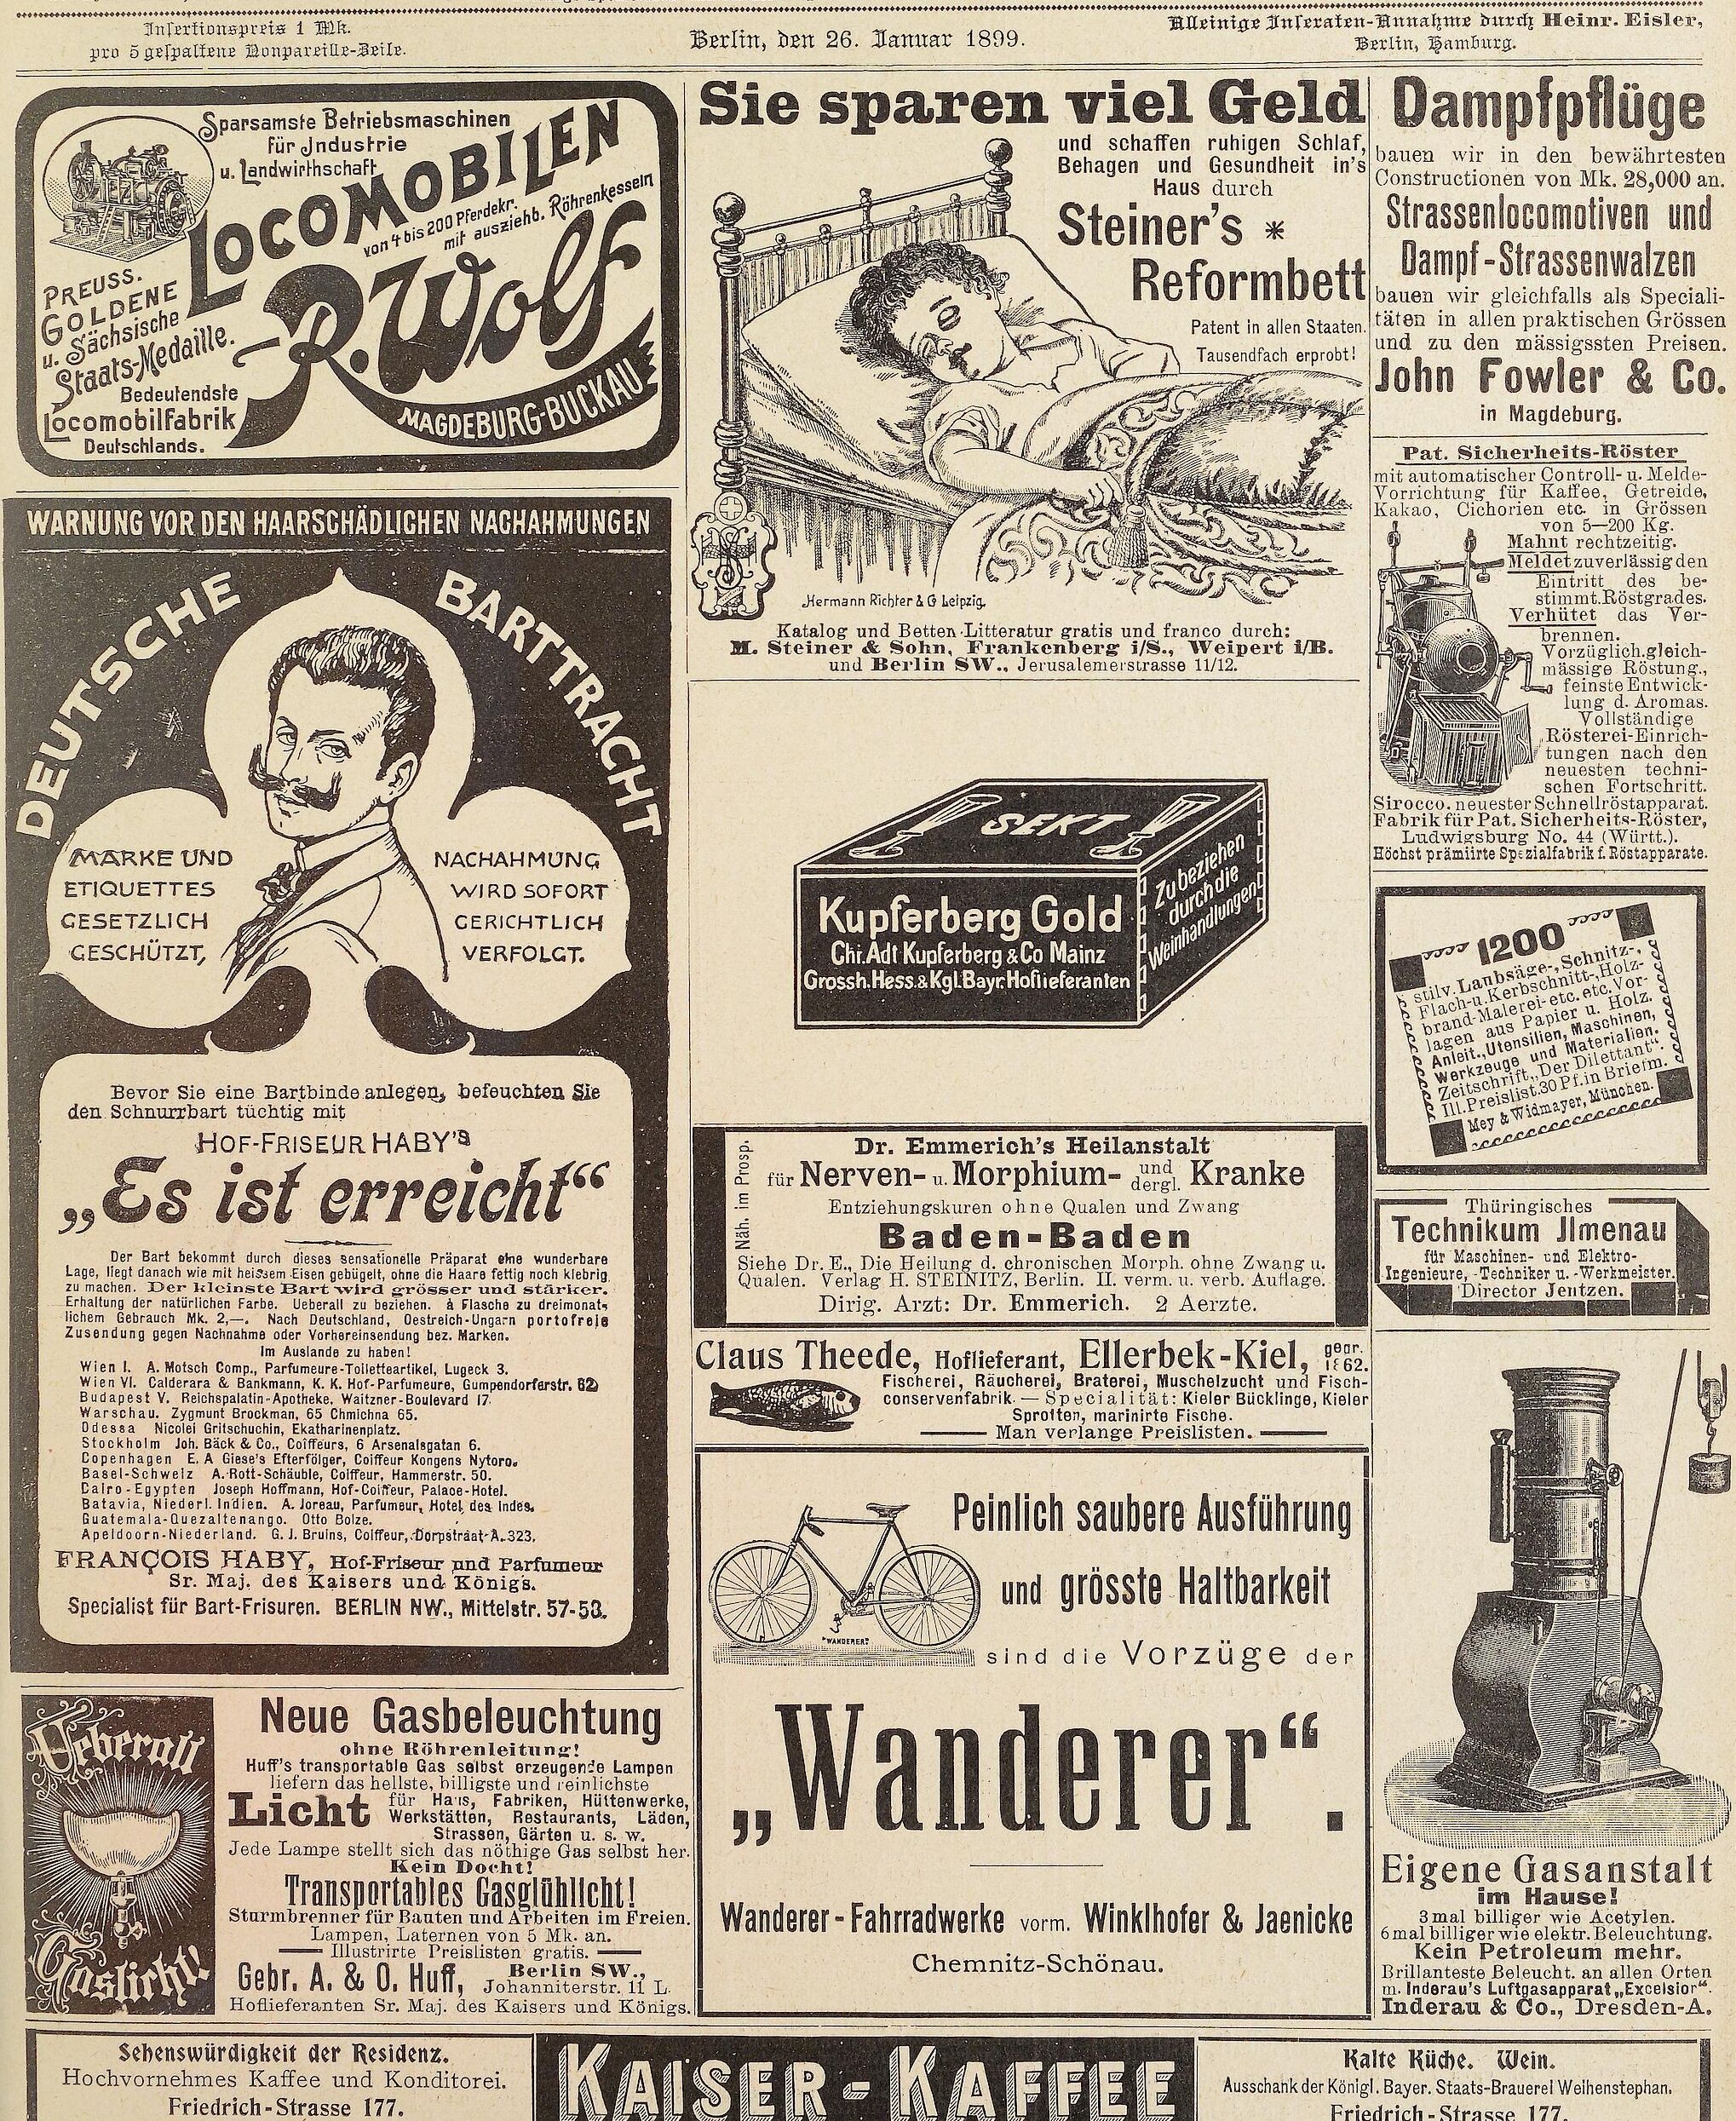 Insertionspreis 1 Mk.
pro 5 gespaltene Nonpareille-Zeile.
Berlin, den 26. Januar 1899.
Alleinige Inseraten-Annahme durch Heinr. Eisler,
Berlin, Hamburg.
Sparsamste Betriebsmaschinen
für Industrie
u. Landwirthschaft
LOCOMOBILEN
von 4 bis 200 Pferdekr.
mit ausziehb. Röhrenkesseln
PREUSS.
GOLDENE
u. Sächsische
Staats-Medaille.
R. Wolf
MAGDEBURG-BUCKAU
Bedeutendste
Locomobilfabrik
Deutschlands.
WARNUNG VOR DEN HAARSCHÄDLICHEN NACHAHMUNGEN
DEUTSCHE BARTTRACHT
MARKE UND
ETIQUETTES
GESETZLICH
GESCHÜTZT,
NACHAHMUNG
WIRD SOFORT
GERICHTLICH
VERFOLGT.
Bevor Sie eine Bartbinde anlegen, befeuchten Sie
den Schnurrbart tüchtig mit
HOF-FRISEUR HABY'S
„Es ist erreicht“
Der Bart bekommt durch dieses sensationelle Präparat eine wunderbare
Lage, liegt danach wie mit heissem Eisen gebügelt, ohne die Haare fettig noch klebrig
zu machen. Der kleinste Bart wird grösser und stärker.
Erhaltung der natürlichen Farbe. Ueberall zu beziehen. à Flasche zu dreimonat-
lichem Gebrauch Mk. 2,—. Nach Deutschland, Oestreich-Ungarn portofreie
Zusendung gegen Nachnahme oder Vorhereinsendung bez. Marken.
Im Auslande zu haben!
Wien I. A. Motsch Comp., Parfumeure-Toiletteartikel, Lugeck 3.
Wien VI. Calderara & Bankmann, K. K. Hof-Parfumeure, Gumpendorferstr. 62
Budapest V. Reichspalatin-Apotheke, Waitzner-Boulevard 17.
Warschau. Zygmunt Brockman, 65 Chmichna 65.
Odessa Nicolei Gritschuchin, Ekatharinenplatz.
Stockholm Joh. Bäck & Co., Coiffeurs, 6 Arsenalsgatan 6.
Copenhagen E. A Giese's Efterfölger, Coiffeur Kongens Nytorv.
Basel-Schweiz A. Rott-Schäuble, Coiffeur, Hammerstr. 50.
Cairo-Egypten Joseph Hoffmann, Hof-Coiffeur, Palace-Hotel.
Batavia, Niederl. Indien. A. Joreau, Parfumeur, Hotel des Indes.
Guatemala-Quezaltenango. Otto Bolze.
Apeldoorn-Niederland. G. J. Bruins, Coiffeur, Dorpstraat A. 323.
FRANÇOIS HABY, Hof-Friseur und Parfumeur
Sr. Maj. des Kaisers und Königs.
Specialist für Bart-Frisuren. BERLIN NW., Mittelstr. 57-58.
Ueberall
Gaslicht!
Neue Gasbeleuchtung
ohne Röhrenleitung!
Huff's transportable Gas selbst erzeugende Lampen
liefern das hellste, billigste und reinlichste
Licht für Haus, Fabriken, Hüttenwerke,
Werkstätten, Restaurants, Läden,
Strassen, Gärten u. s. w.
Jede Lampe stellt sich das nöthige Gas selbst her.
Kein Docht!
Transportables Gasglühlicht!
Sturmbrenner für Bauten und Arbeiten im Freien.
Lampen, Laternen von 5 Mk. an.
Illustrirte Preislisten gratis.
Gebr. A. & O. Huff, Berlin SW.,
Johanniterstr. 11 L.
Hoflieferanten Sr. Maj. des Kaisers und Königs.
Sie sparen viel Geld
und schaffen ruhigen Schlaf,
Behagen und Gesundheit in's
Haus durch
Steiner's *
Reformbett
Patent in allen Staaten.
Tausendfach erprobt!
Hermann Richter & Co Leipzig.
Katalog und Betten-Litteratur gratis und franco durch:
M. Steiner & Sohn, Frankenberg i/S., Weipert i/B.
und Berlin SW., Jerusalemerstrasse 11/12.
SEKT
Kupferberg Gold
Chr. Adt Kupferberg & Co Mainz
Grossh. Hess. & Kgl. Bayr. Hoflieferanten
Zu beziehen
durch die
Weinhandlungen
Näh. im Prosp.
Dr. Emmerich's Heilanstalt
für Nerven- u. Morphium- und dergl. Kranke
Entziehungskuren ohne Qualen und Zwang
Baden-Baden
Siehe Dr. E., Die Heilung d. chronischen Morph. ohne Zwang u.
Qualen. Verlag H. STEINITZ, Berlin. II. verm. u. verb. Auflage.
Dirig. Arzt: Dr. Emmerich. 2 Aerzte.
Claus Theede, Hoflieferant, Ellerbek-Kiel, gegr. 1862.
Fischerei, Räucherei, Braterei, Muschelzucht und Fisch-
conservenfabrik. — Specialität: Kieler Bücklinge, Kieler
Sprotten, marinirte Fische.
Man verlange Preislisten.
Peinlich saubere Ausführung
und grösste Haltbarkeit
"WANDERER"
sind die Vorzüge der
„Wanderer“.
Wanderer-Fahrradwerke vorm. Winklhofer & Jaenicke
Chemnitz-Schönau.
Dampfpflüge
bauen wir in den bewährtesten
Constructionen von Mk. 28,000 an.
Strassenlocomotiven und
Dampf-Strassenwalzen
bauen wir gleichfalls als Speciali-
täten in allen praktischen Grössen
und zu den mässigssten Preisen.
John Fowler & Co.
in Magdeburg.
Pat. Sicherheits-Röster
mit automatischer Controll- u. Melde-
Vorrichtung für Kaffee, Getreide,
Kakao, Cichorien etc. in Grössen
von 5—200 Kg.
Mahnt rechtzeitig.
Meldet zuverlässig den
Eintritt des be-
stimmt. Röstgrades.
Verhütet das Ver-
brennen.
Vorzüglich. gleich-
mässige Röstung.,
feinste Entwick-
lung d. Aromas.
Vollständige
Rösterei-Einrich-
tungen nach den
neuesten techni-
schen Fortschritt.
Sirocco. neuester Schnellröstapparat.
Fabrik für Pat. Sicherheits-Röster,
Ludwigsburg No. 44 (Württ.).
Höchst prämiirte Spezialfabrik f. Röstapparate.
1200
stilv. Laubsäge-, Schnitz-,
Flach- u. Kerbschnitt-, Holz-
brand-Malerei- etc. etc. Vor-
lagen aus Papier u. Holz.
Anleit., Utensilien, Maschinen,
Werkzeuge und Materialien.
Zeitschrift „Der Dilettant“.
Ill. Preislist. 30 Pf. in Briefm.
Mey & Widmayer, München.
Thüringisches
Technikum Jlmenau
für Maschinen- und Elektro-
Ingenieure, -Techniker u. -Werkmeister.
Director Jentzen.
Eigene Gasanstalt
im Hause!
3mal billiger wie Acetylen.
6mal billiger wie elektr. Beleuchtung.
Kein Petroleum mehr.
Brillanteste Beleucht. an allen Orten
m. Inderau's Luftgasapparat „Excelsior“.
Inderau & Co., Dresden-A.
Sehenswürdigkeit der Residenz.
Hochvornehmes Kaffee und Konditorei.
Friedrich-Strasse 177.
KAISER-KAFFEE
Kalte Küche. Wein.
Ausschank der Königl. Bayer. Staats-Brauerei Weihenstephan.
Friedrich-Strasse 177.